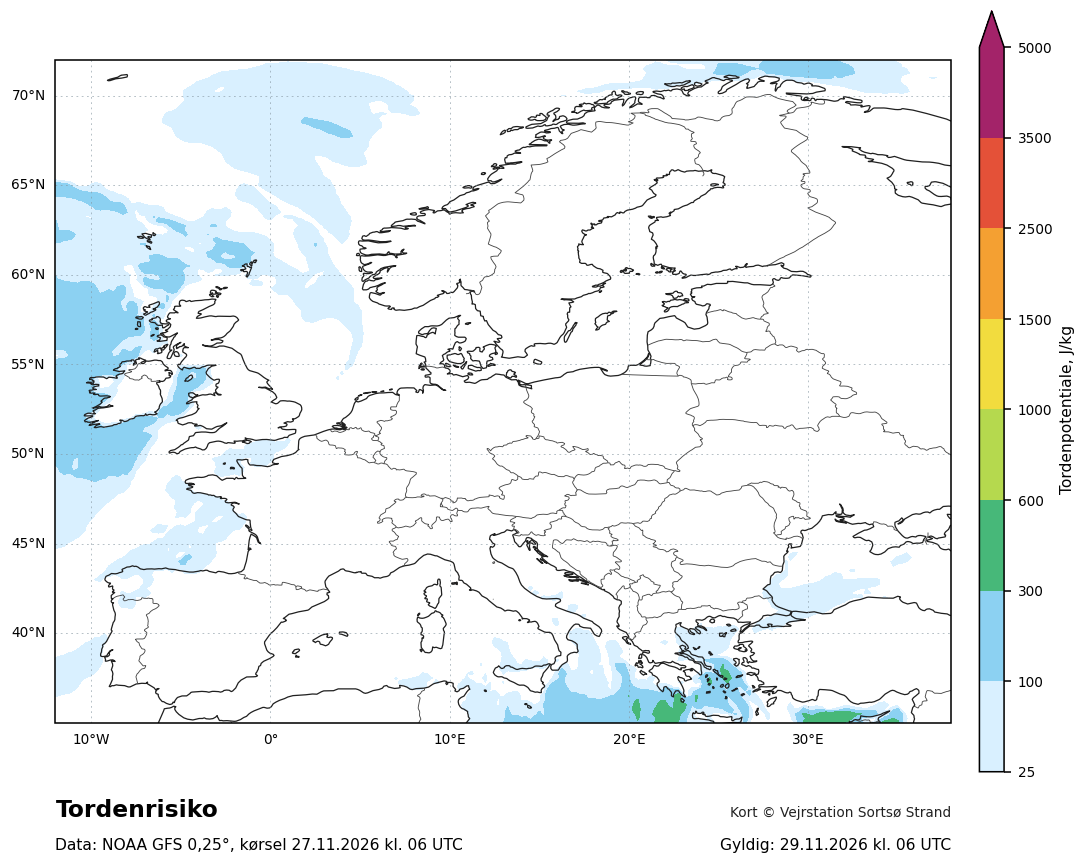 5000
3500
2500
1500
1000
600
300
100
25
Tordenpotentiale, J/kg
70°N
65°N
60°N
55°N
50°N
45°N
40°N
10°W
0°
10°E
20°E
30°E
Tordenrisiko
Kort © Vejrstation Sortsø Strand
Data: NOAA GFS 0,25°, kørsel 27.11.2026 kl. 06 UTC
Gyldig: 29.11.2026 kl. 06 UTC